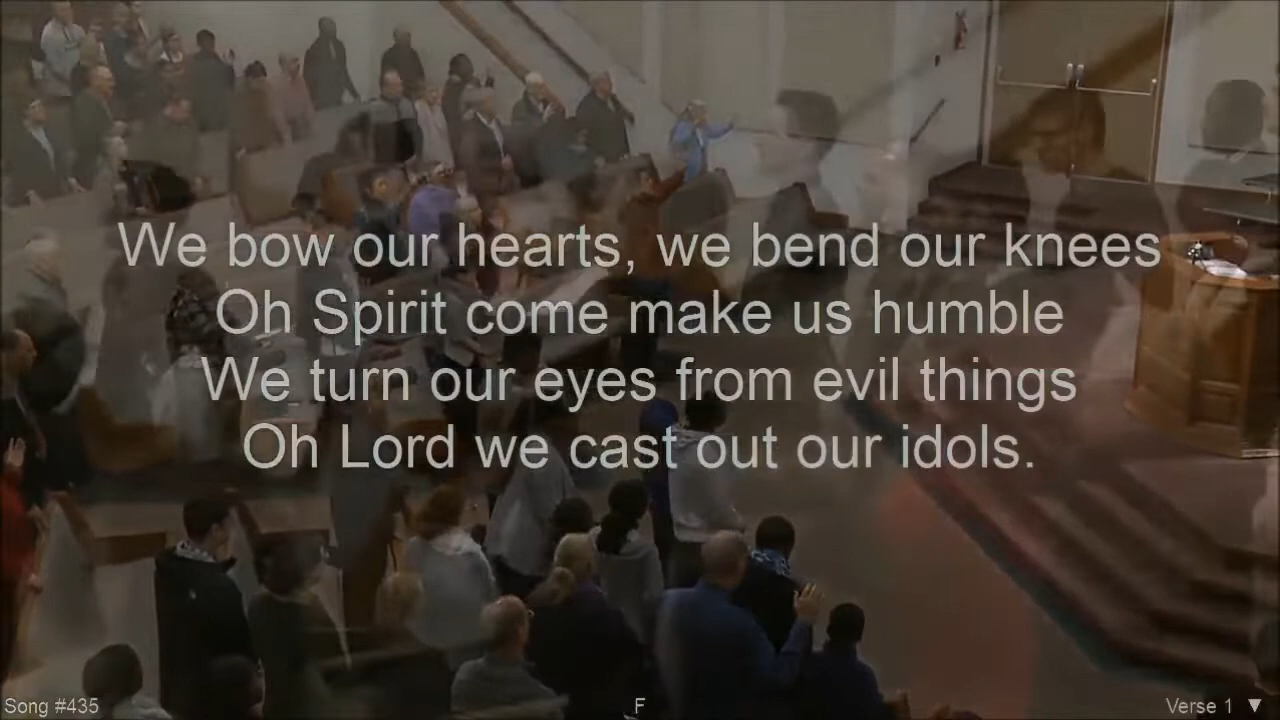 We bow our hearts, we bend our knees
Oh Spirit come make us humble
We turn our eyes from evil things
Oh Lord we cast out our idols.
Song #435
F
Verse 1 ▼